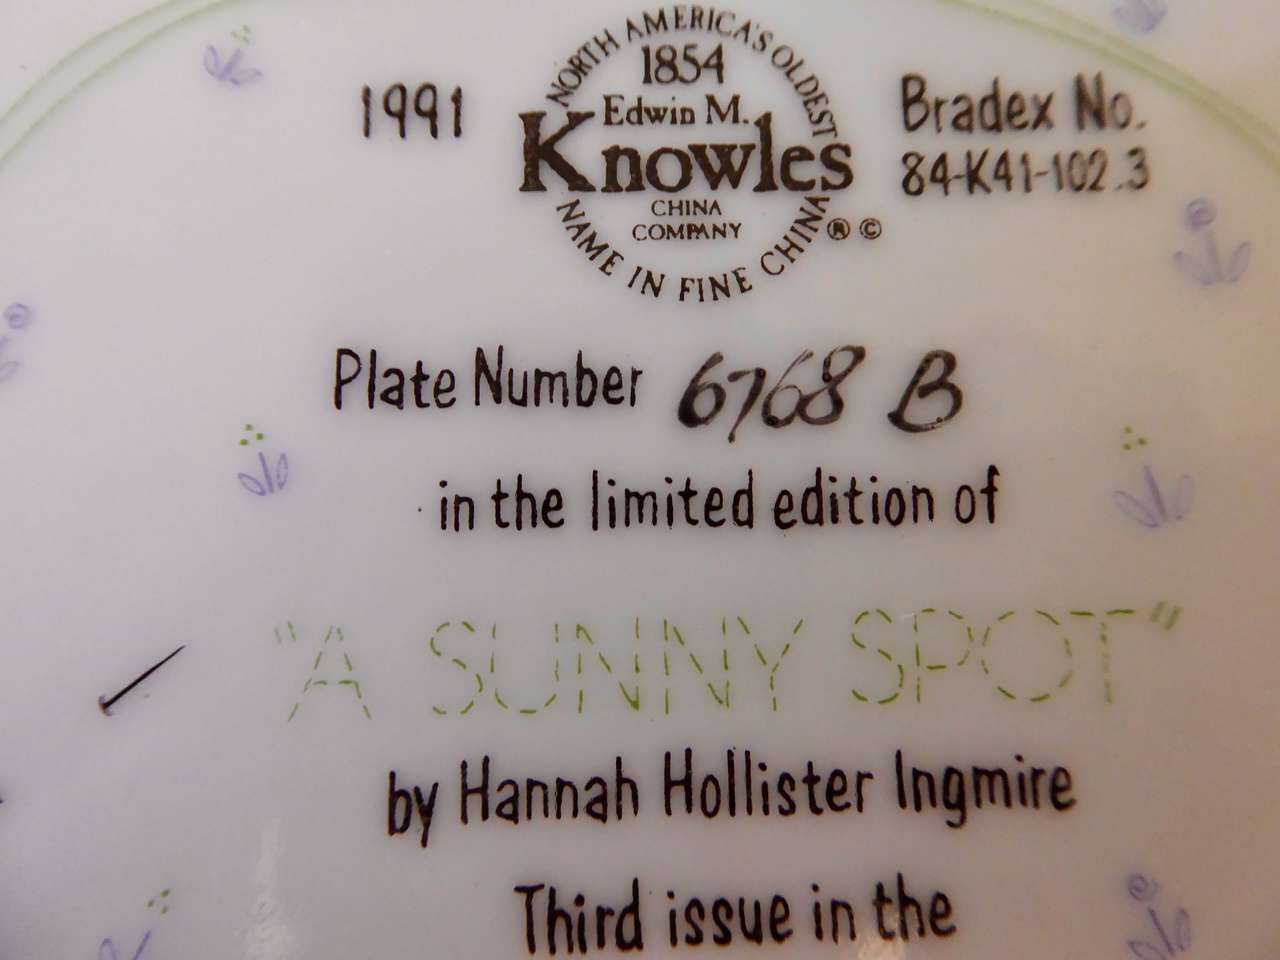 1991
NORTH AMERICA'S OLDEST
1854
Edwin M.
Knowles
CHINA
COMPANY
NAME IN FINE CHINA
® ©
Bradex No.
84-K41-102.3
Plate Number 6768 B
in the limited edition of
"A SUNNY SPOT"
by Hannah Hollister Ingmire
Third issue in the